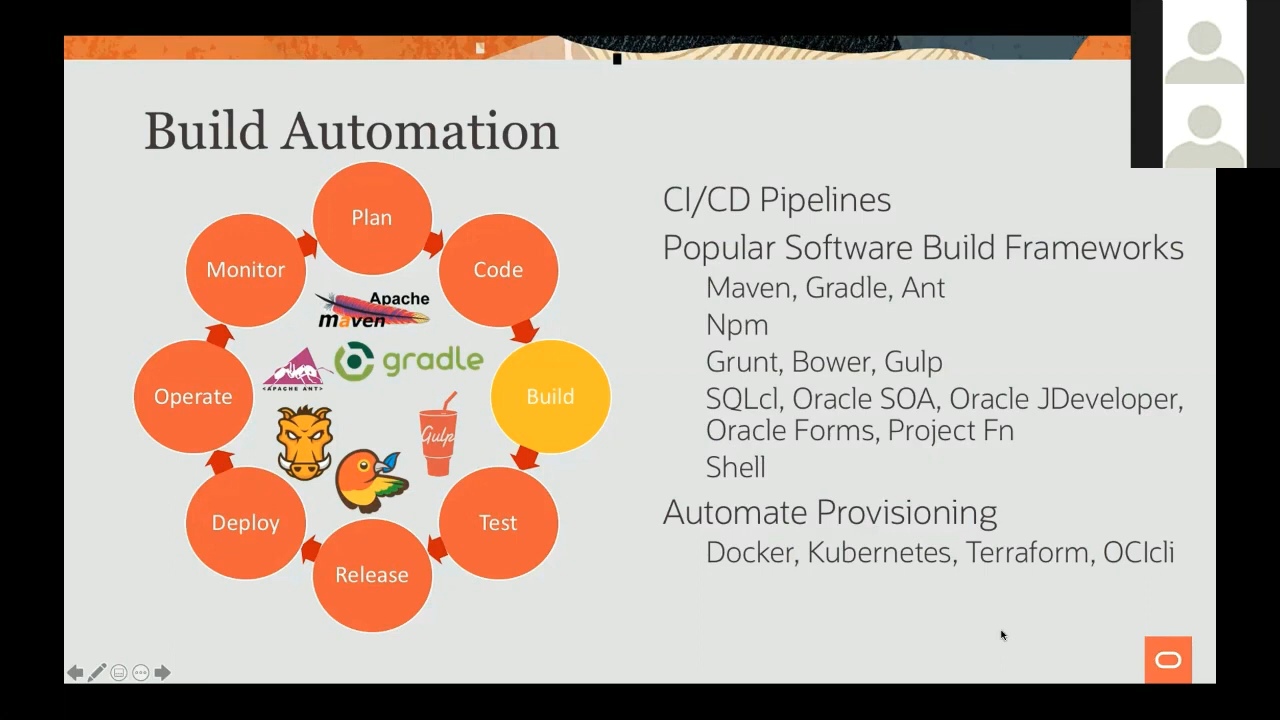 Build Automation
Plan
Code
Build
Test
Release
Deploy
Operate
Monitor
Apache
maven
gradle
<APACHE ANT>
Gulp
CI/CD Pipelines
Popular Software Build Frameworks
Maven, Gradle, Ant
Npm
Grunt, Bower, Gulp
SQLcl, Oracle SOA, Oracle JDeveloper,
Oracle Forms, Project Fn
Shell
Automate Provisioning
Docker, Kubernetes, Terraform, OCIcli